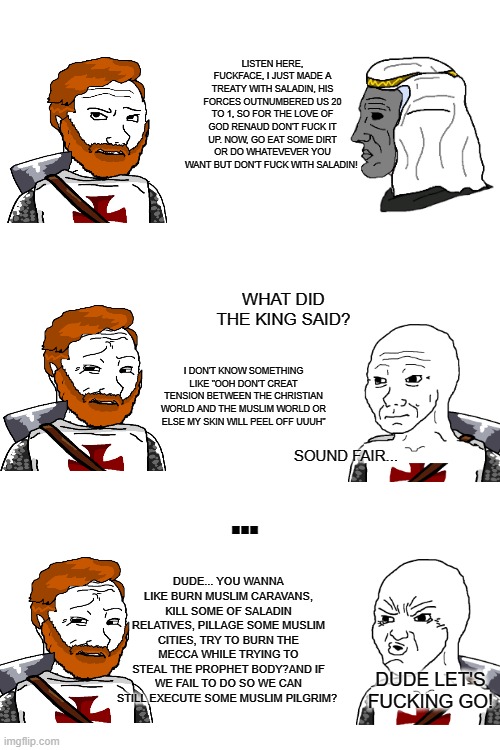 LISTEN HERE,
FUCKFACE, I JUST MADE A
TREATY WITH SALADIN, HIS
FORCES OUTNUMBERED US 20
TO 1, SO FOR THE LOVE OF
GOD RENAUD DON'T FUCK IT
UP. NOW, GO EAT SOME DIRT
OR DO WHATEVEVER YOU
WANT BUT DON'T FUCK WITH SALADIN!
WHAT DID
THE KING SAID?
I DON'T KNOW SOMETHING
LIKE "OOH DON'T CREAT
TENSION BETWEEN THE CHRISTIAN
WORLD AND THE MUSLIM WORLD OR
ELSE MY SKIN WILL PEEL OFF UUUH"
SOUND FAIR...
...
DUDE... YOU WANNA
LIKE BURN MUSLIM CARAVANS,
KILL SOME OF SALADIN
RELATIVES, PILLAGE SOME MUSLIM
CITIES, TRY TO BURN THE
MECCA WHILE TRYING TO
STEAL THE PROPHET BODY?AND IF
WE FAIL TO DO SO WE CAN
STILL EXECUTE SOME MUSLIM PILGRIM?
DUDE LET'S
FUCKING GO!
imgflip.com